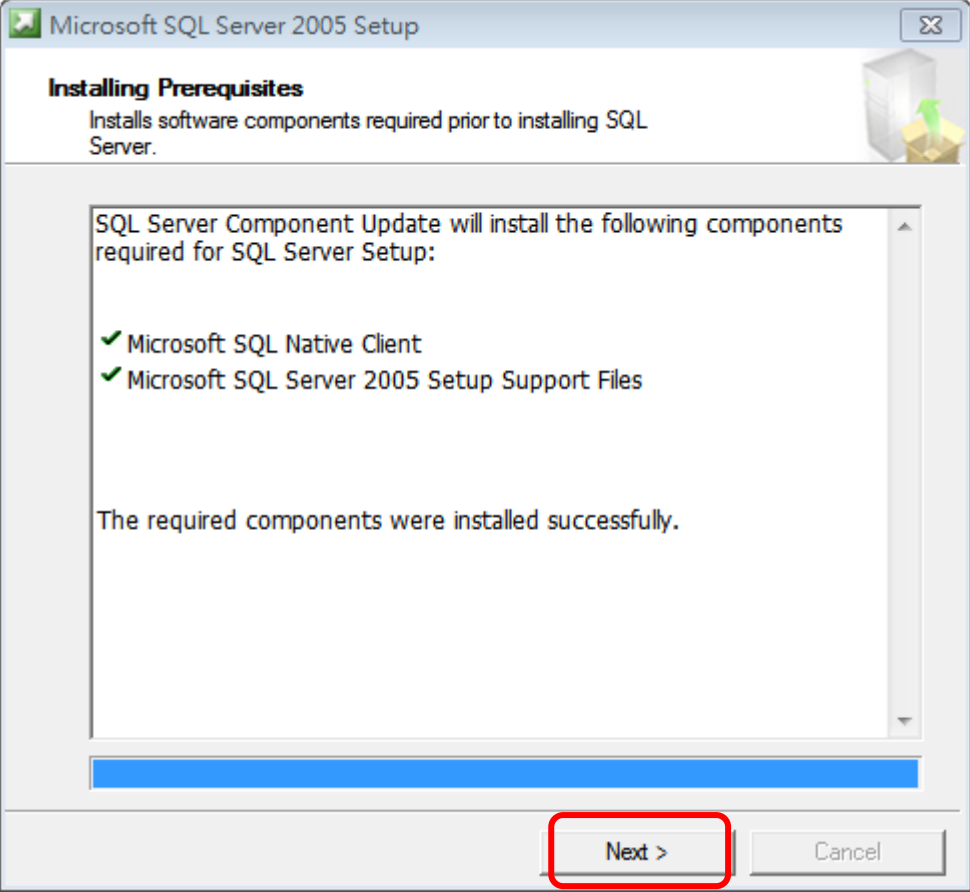 Microsoft SQL Server 2005 Setup
Installing Prerequisites
Installs software components required prior to installing SQL
Server.
SQL Server Component Update will install the following components
required for SQL Server Setup:
Microsoft SQL Native Client
Microsoft SQL Server 2005 Setup Support Files
The required components were installed successfully.
Next >
Cancel